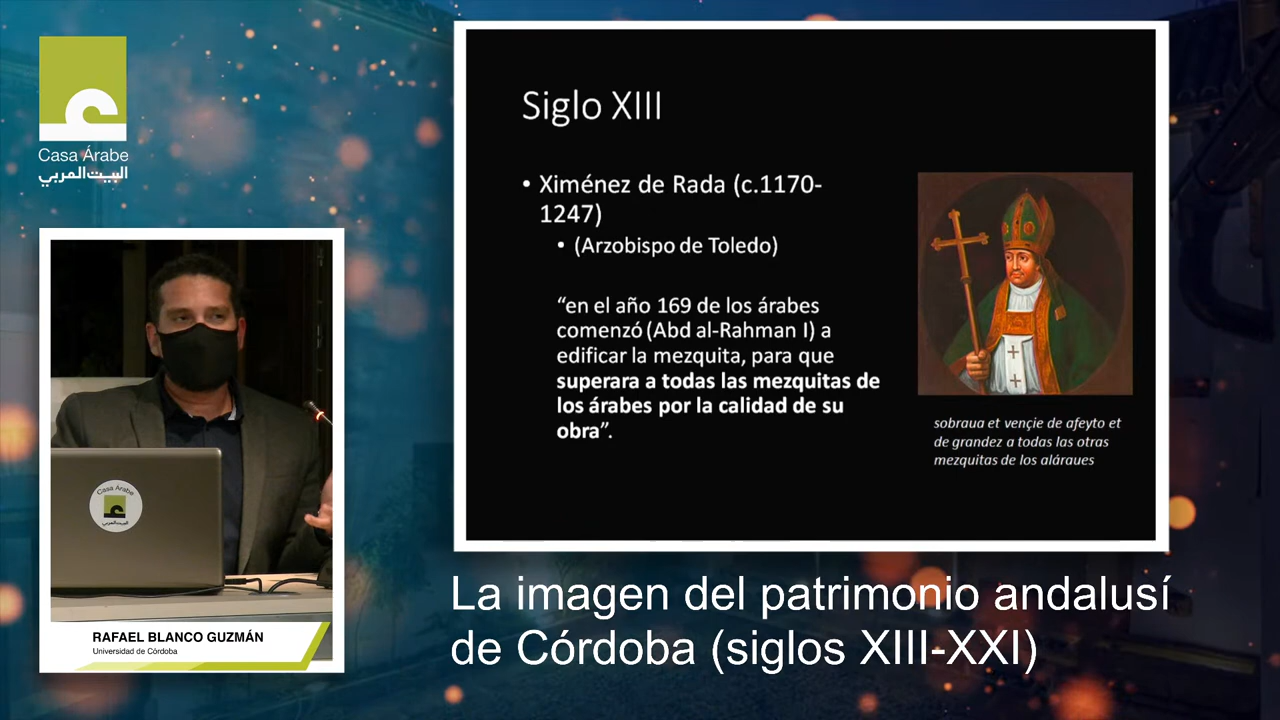 Casa Árabe
البيت العربي
Casa Árabe
البيت العربي
RAFAEL BLANCO GUZMÁN
Universidad de Córdoba
Siglo XIII
• Ximénez de Rada (c.1170-
1247)
• (Arzobispo de Toledo)
“en el año 169 de los árabes
comenzó (Abd al-Rahman I) a
edificar la mezquita, para que
superara a todas las mezquitas de
los árabes por la calidad de su
obra”.
sobraua et vençie de afeyto et
de grandez a todas las otras
mezquitas de los aláraues
La imagen del patrimonio andalusí
de Córdoba (siglos XIII-XXI)